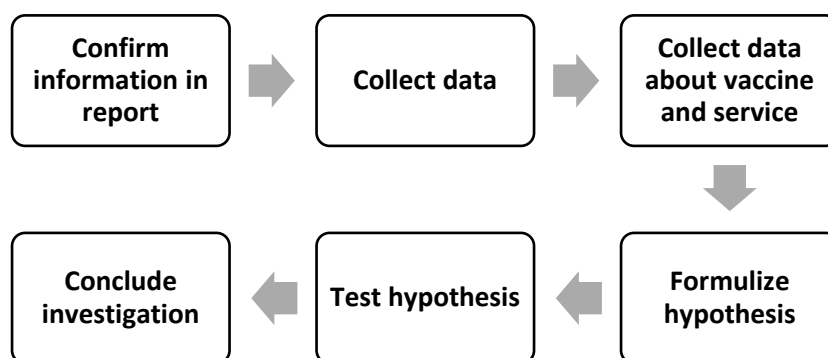 Confirm
information in
report
Collect data
Collect data
about vaccine
and service
Formulize
hypothesis
Test hypothesis
Conclude
investigation